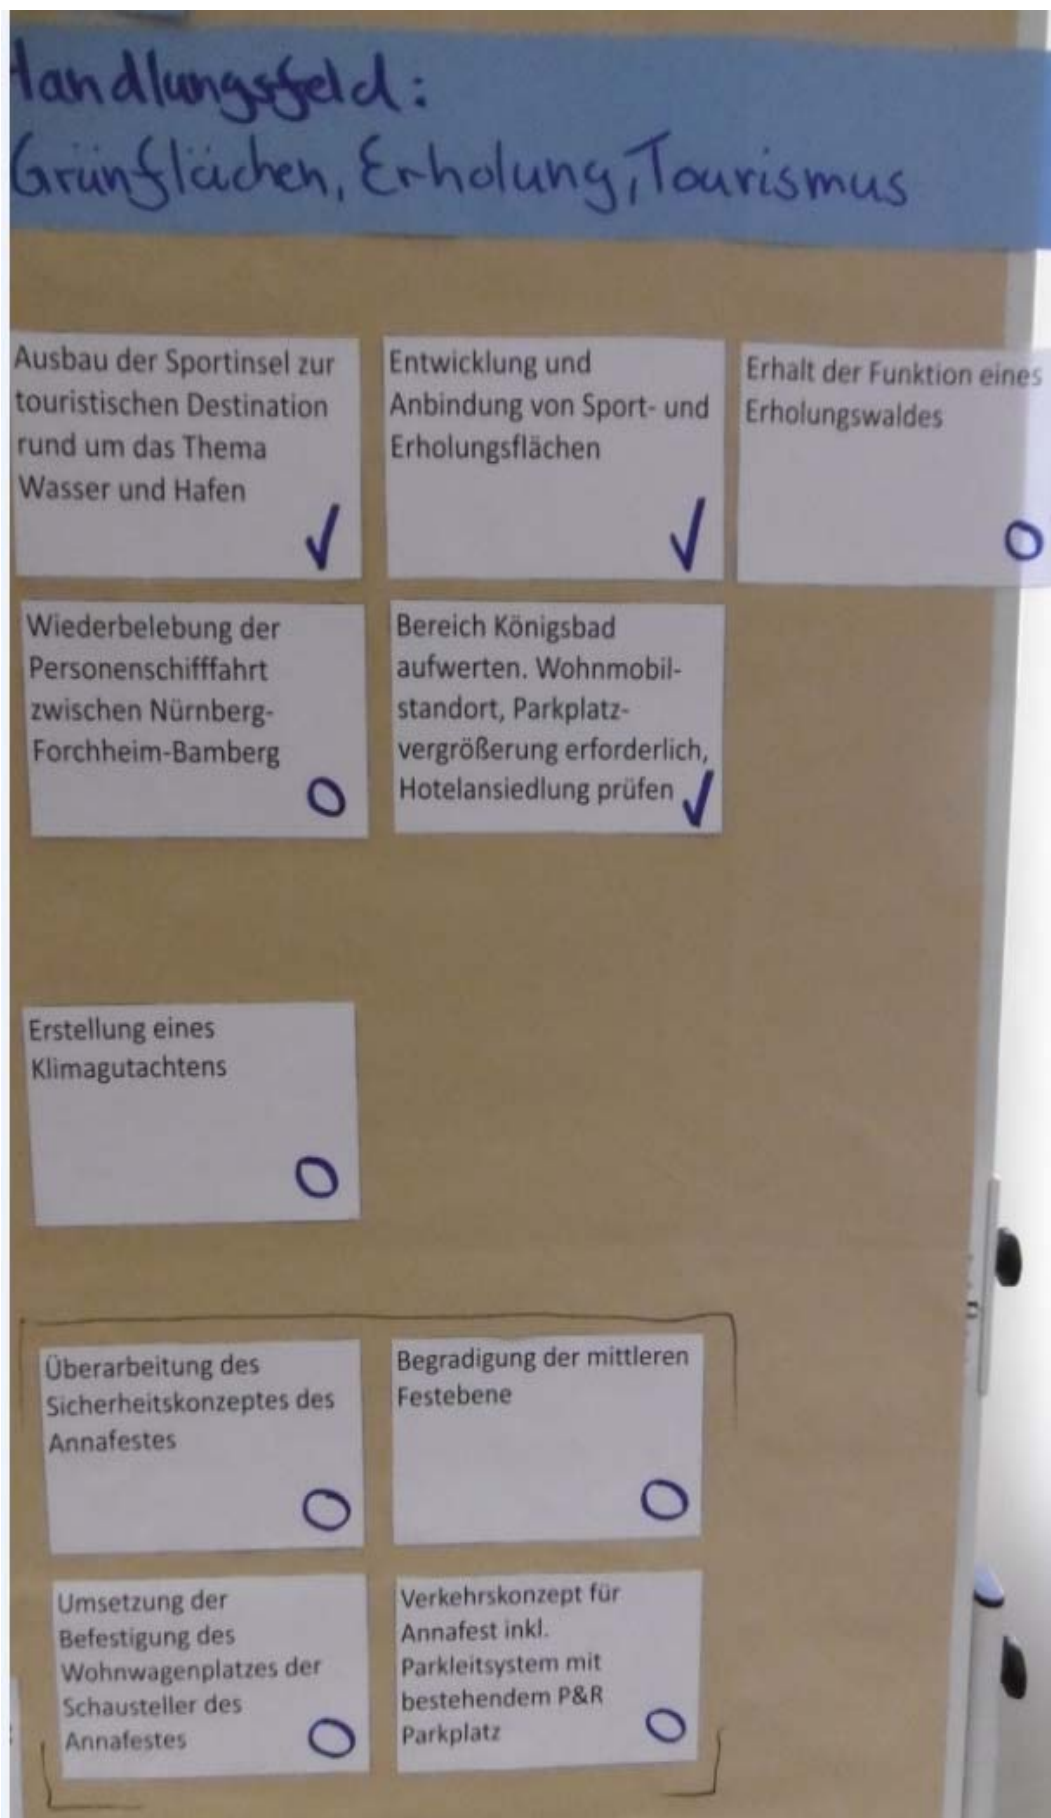 Handlungsfeld:
Grünflächen, Erholung, Tourismus
Ausbau der Sportinsel zur
touristischen Destination
rund um das Thema
Wasser und Hafen
✓
Entwicklung und
Anbindung von Sport- und
Erholungsflächen
✓
Erhalt der Funktion eines
Erholungswaldes
O
Wiederbelebung der
Personenschifffahrt
zwischen Nürnberg-
Forchheim-Bamberg
O
Bereich Königsbad
aufwerten. Wohnmobil-
standort, Parkplatz-
vergrößerung erforderlich,
Hotelansiedlung prüfen ✓
Erstellung eines
Klimagutachtens
O
Überarbeitung des
Sicherheitskonzeptes des
Annafestes
O
Begradigung der mittleren
Festebene
O
Umsetzung der
Befestigung des
Wohnwagenplatzes der
Schausteller des
Annafestes O
Verkehrskonzept für
Annafest inkl.
Parkleitsystem mit
bestehendem P&R
Parkplatz O